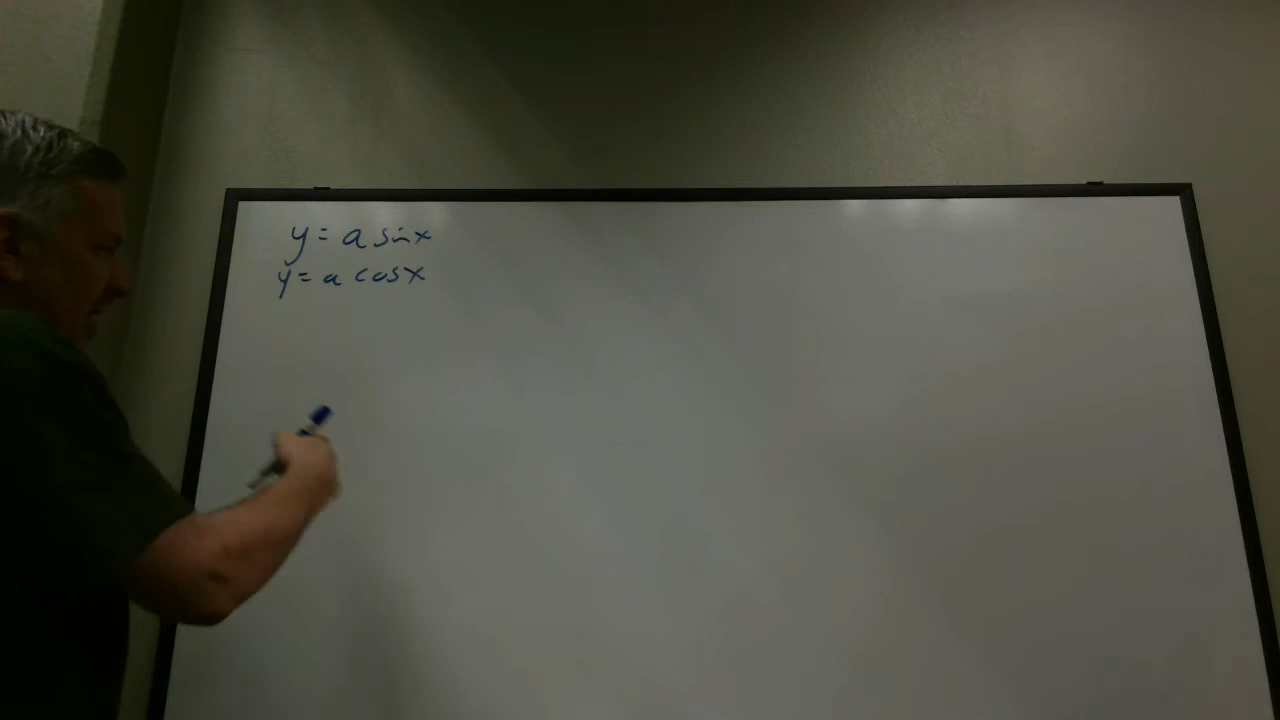 y = a sin x
y = a cos x